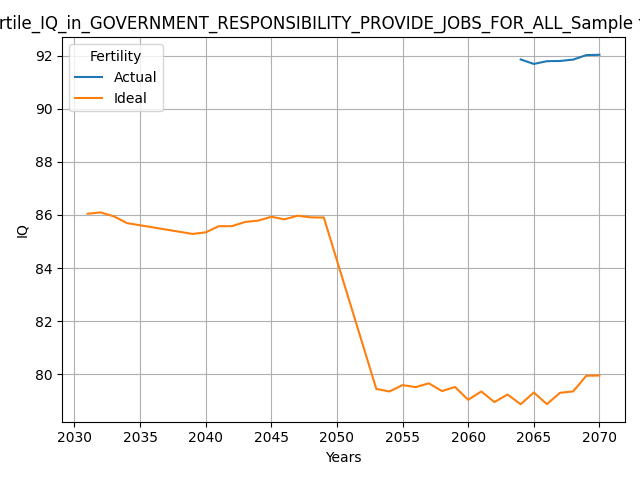 rtile_IQ_in_GOVERNMENT_RESPONSIBILITY_PROVIDE_JOBS_FOR_ALL_Sample
Fertility
Actual
Ideal
92
90
88
86
84
82
80
IQ
2030 2035 2040 2045 2050 2055 2060 2065 2070
Years